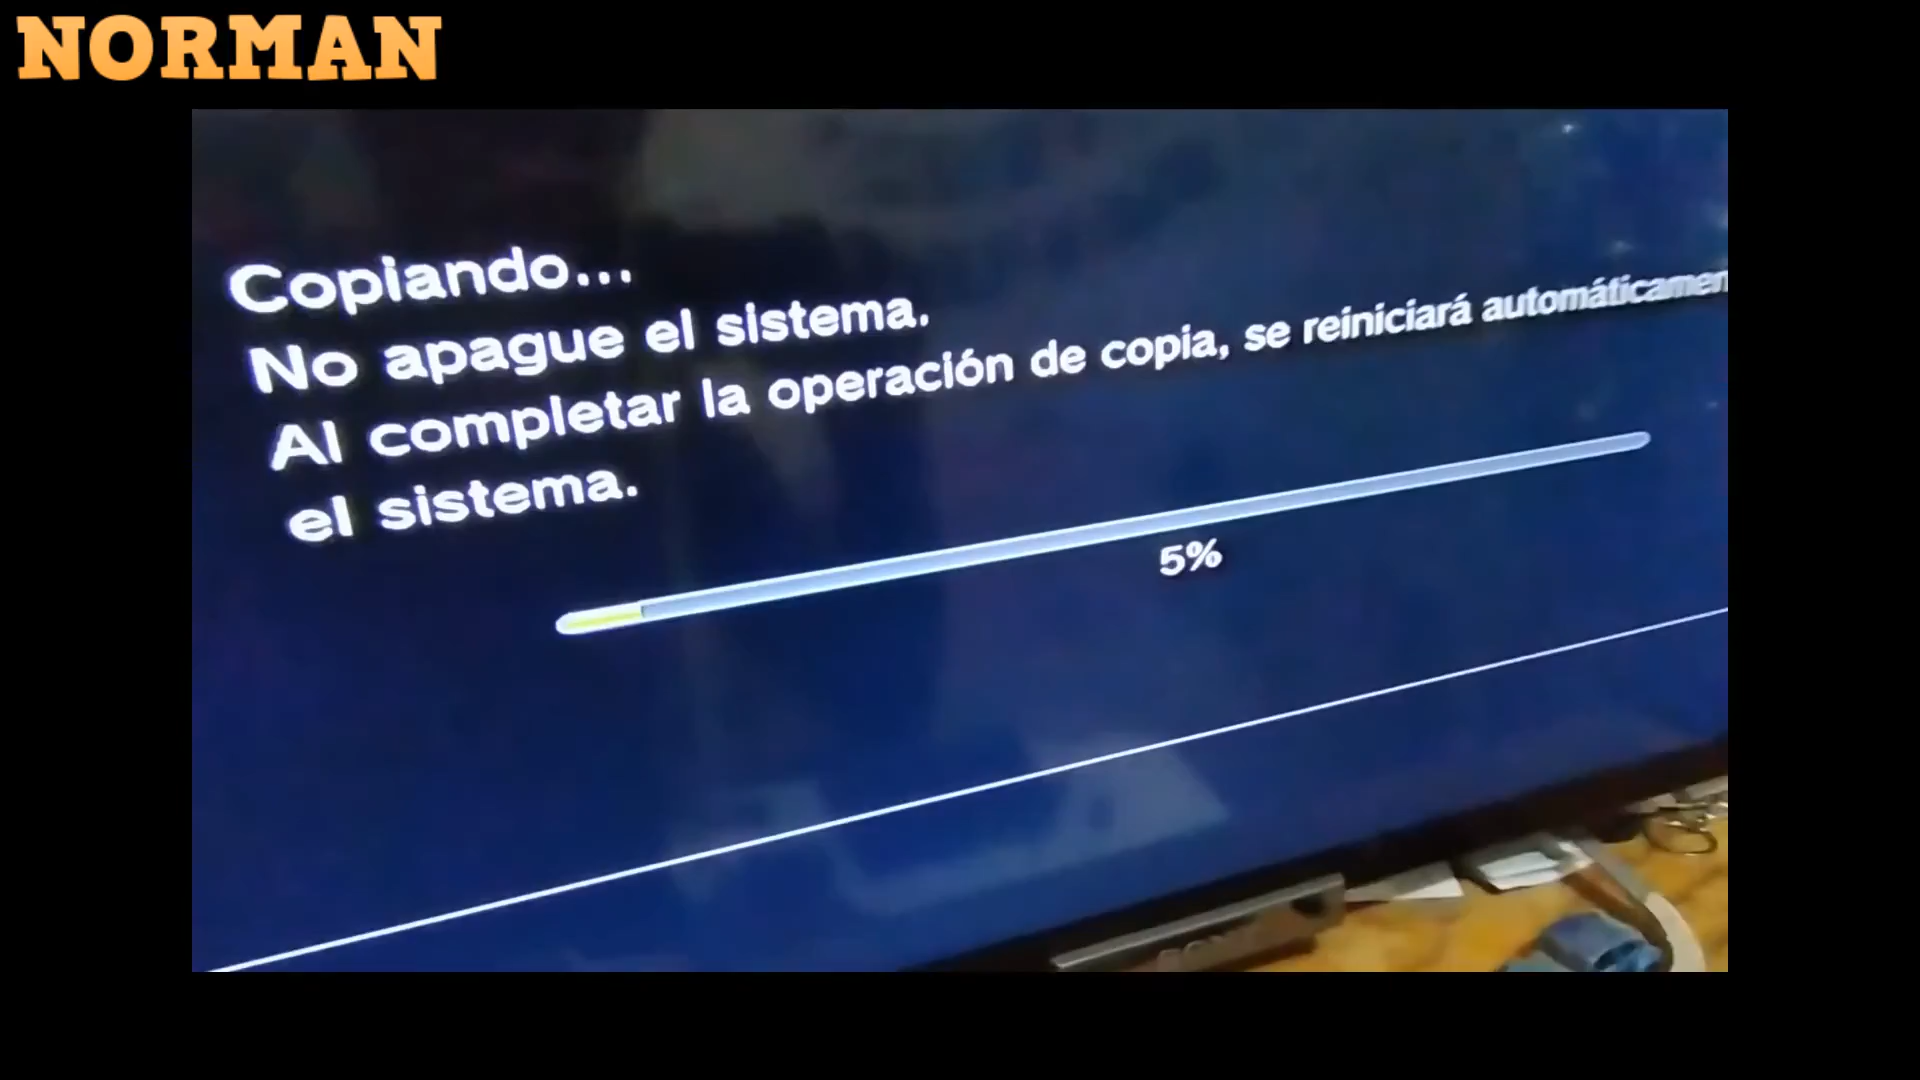 NORMAN
Copiando...
No apague el sistema.
Al completar la operación de copia, se reiniciará
el sistema.
5%